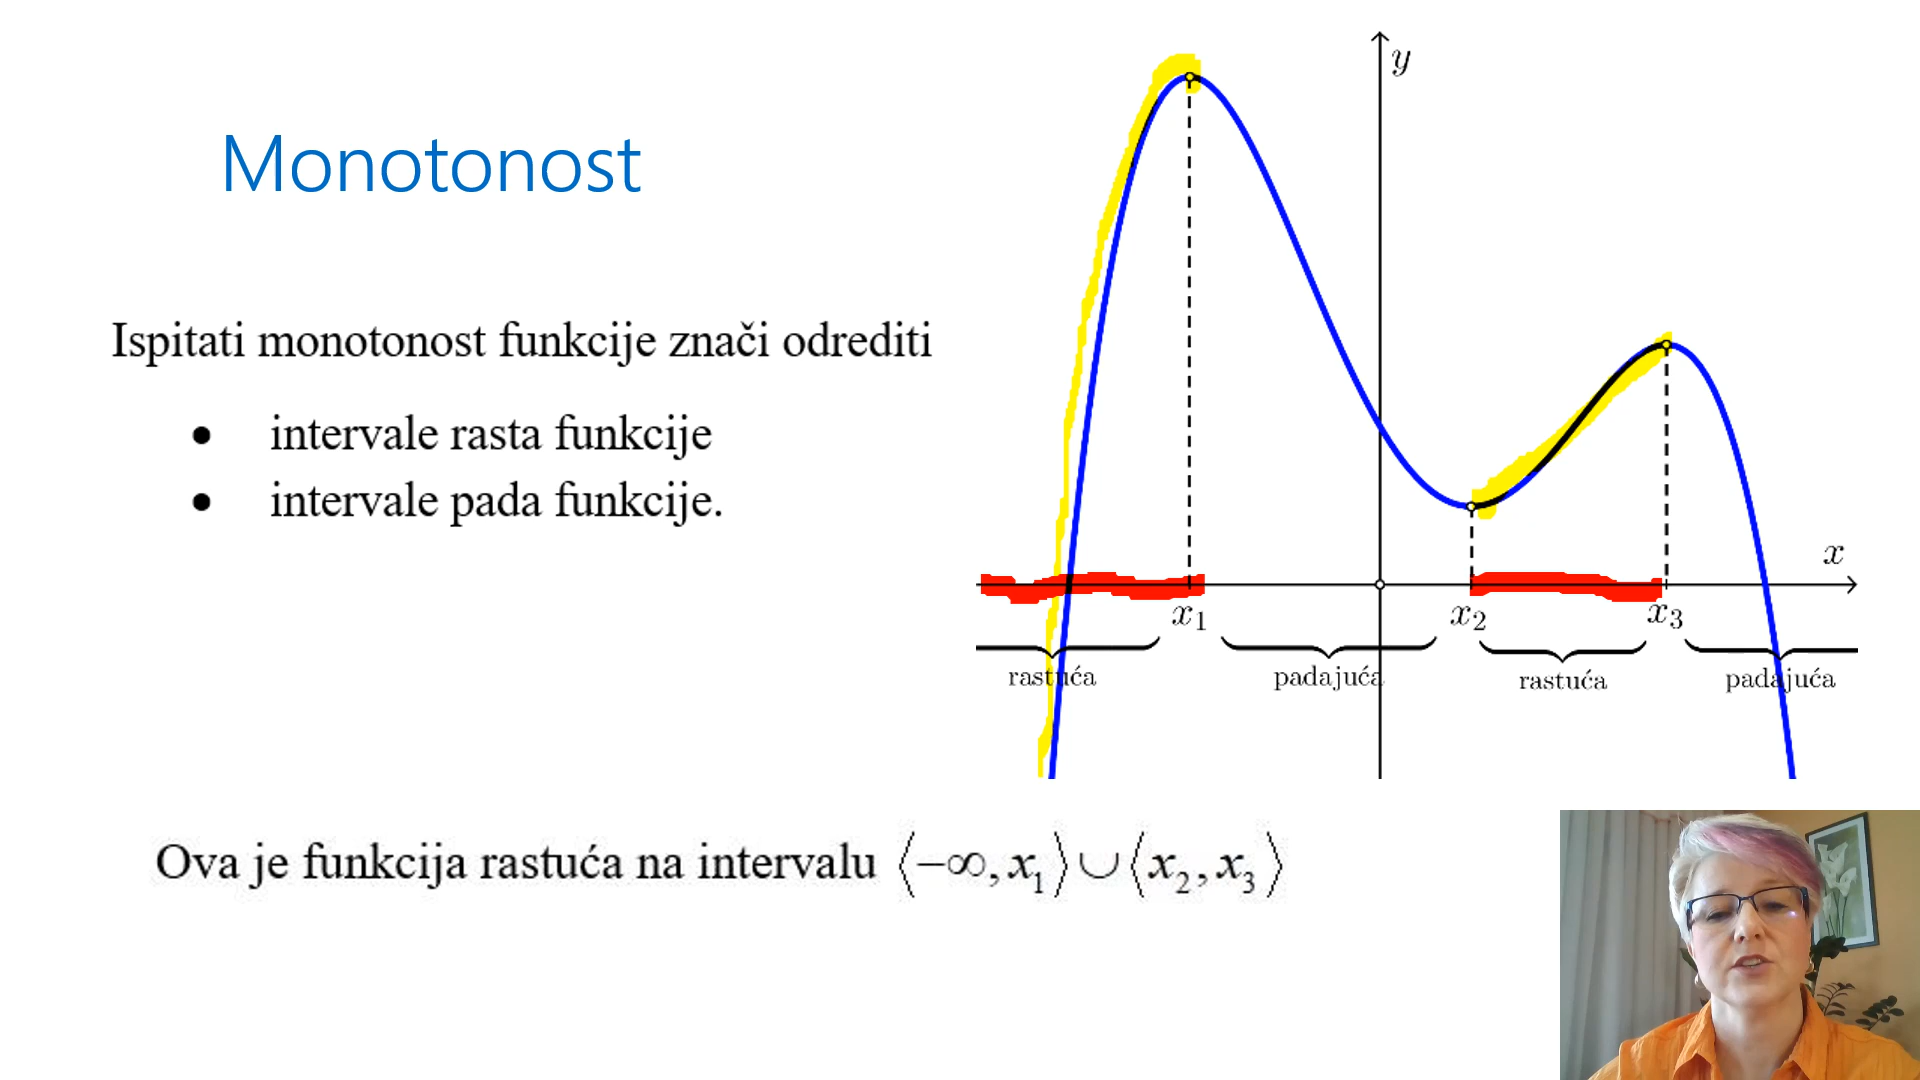 Monotonost
Ispitati monotonost funkcije znači odrediti
• intervale rasta funkcije
• intervale pada funkcije.
y
x
x₁ x₂ x₃
rastuća padajuća rastuća padajuća
Ova je funkcija rastuća na intervalu ⟨−∞, x₁⟩ ∪ ⟨x₂, x₃⟩